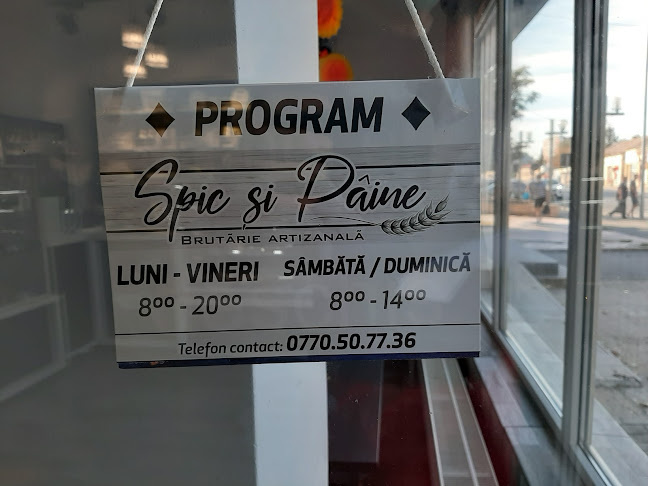 PROGRAM
Spic și Pâine
BRUTĂRIE ARTIZANALĂ
LUNI - VINERI SÂMBĂTĂ / DUMINICĂ
8⁰⁰ - 20⁰⁰ 8⁰⁰ - 14⁰⁰
Telefon contact: 0770.50.77.36